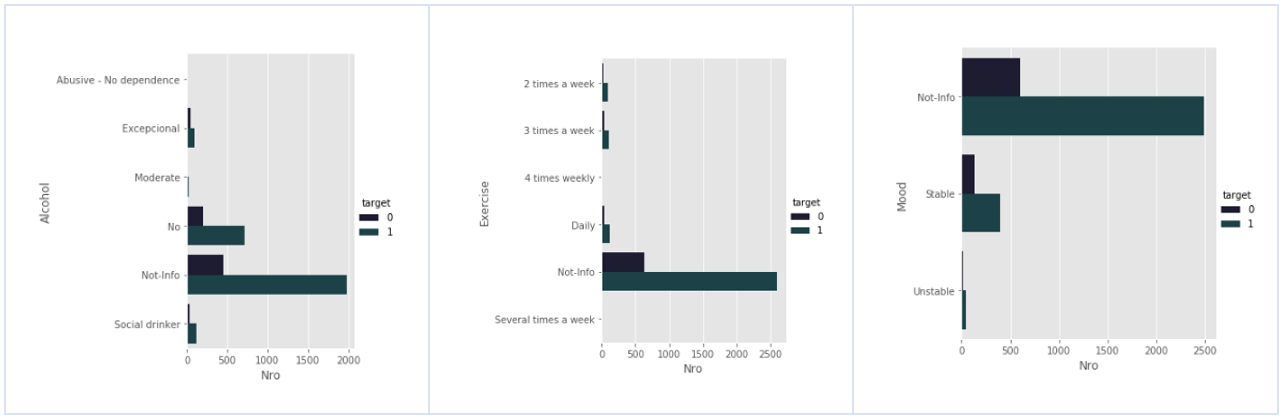 Alcohol
Abusive - No dependence
Excepcional
Moderate
No
Not-Info
Social drinker
0 500 1000 1500 2000
Nro
target
0
1
Exercise
2 times a week
3 times a week
4 times weekly
Daily
Not-Info
Several times a week
0 500 1000 1500 2000 2500
Nro
target
0
1
Mood
Not-Info
Stable
Unstable
0 500 1000 1500 2000 2500
Nro
target
0
1